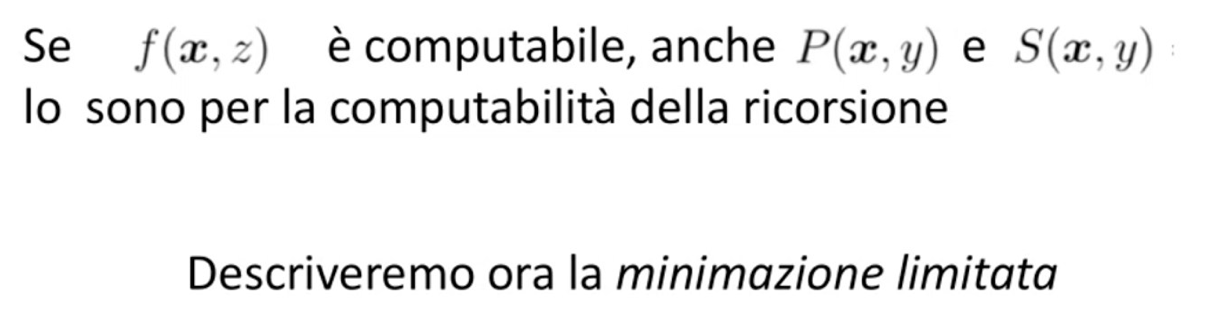 Se f(x, z) è computabile, anche P(x, y) e S(x, y)
lo sono per la computabilità della ricorsione
Descriveremo ora la minimazione limitata